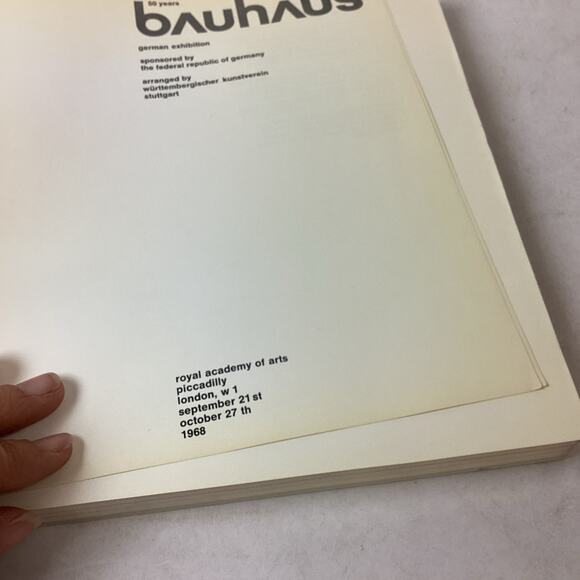 50 years
bauhaus
german exhibition
sponsored by
the federal republic of germany
arranged by
württembergischer kunstverein
stuttgart
royal academy of arts
piccadilly
london, w 1
september 21 st
october 27 th
1968